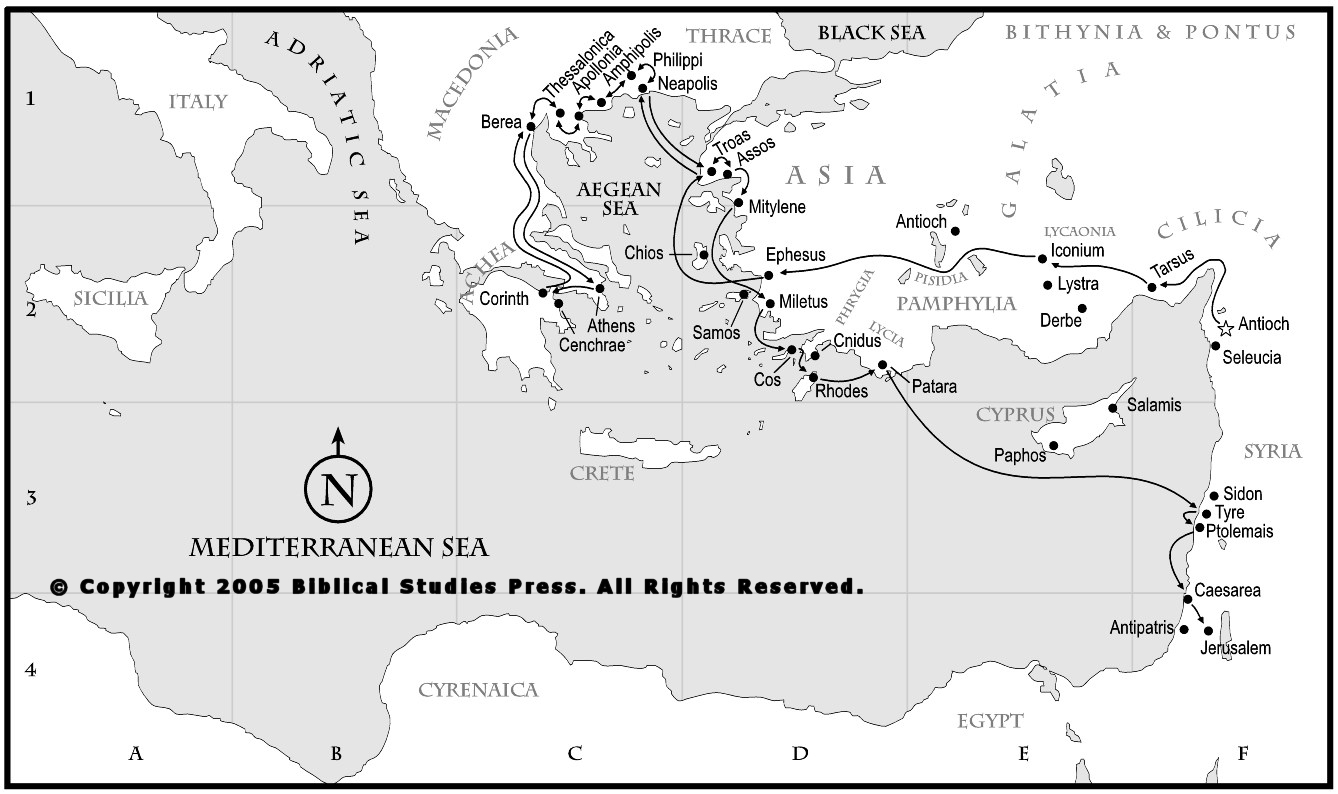 ADRIATIC SEA
MACEDONIA
THRACE
BLACK SEA
BITHYNIA & PONTUS
GALATIA
1
ITALY
Thessalonica
Apollonia
Amphipolis
Philippi
Neapolis
Berea
Troas
Assos
AEGEAN
SEA
ASIA
Mitylene
Antioch
LYCAONIA
CILICIA
Chios
Ephesus
Iconium
Tarsus
ACHEA
PISIDIA
PHRYGIA
Lystra
SICILIA
2
Corinth
Miletus
PAMPHYLIA
Derbe
Antioch
Athens
Samos
Cenchrae
LYCIA
Cnidus
Seleucia
Cos
Rhodes
Patara
CYPRUS
Salamis
Paphos
SYRIA
CRETE
3
N
Sidon
Tyre
Ptolemais
MEDITERRANEAN SEA
© Copyright 2005 Biblical Studies Press. All Rights Reserved.
Caesarea
Antipatris
Jerusalem
4
CYRENAICA
EGYPT
A
B
C
D
E
F